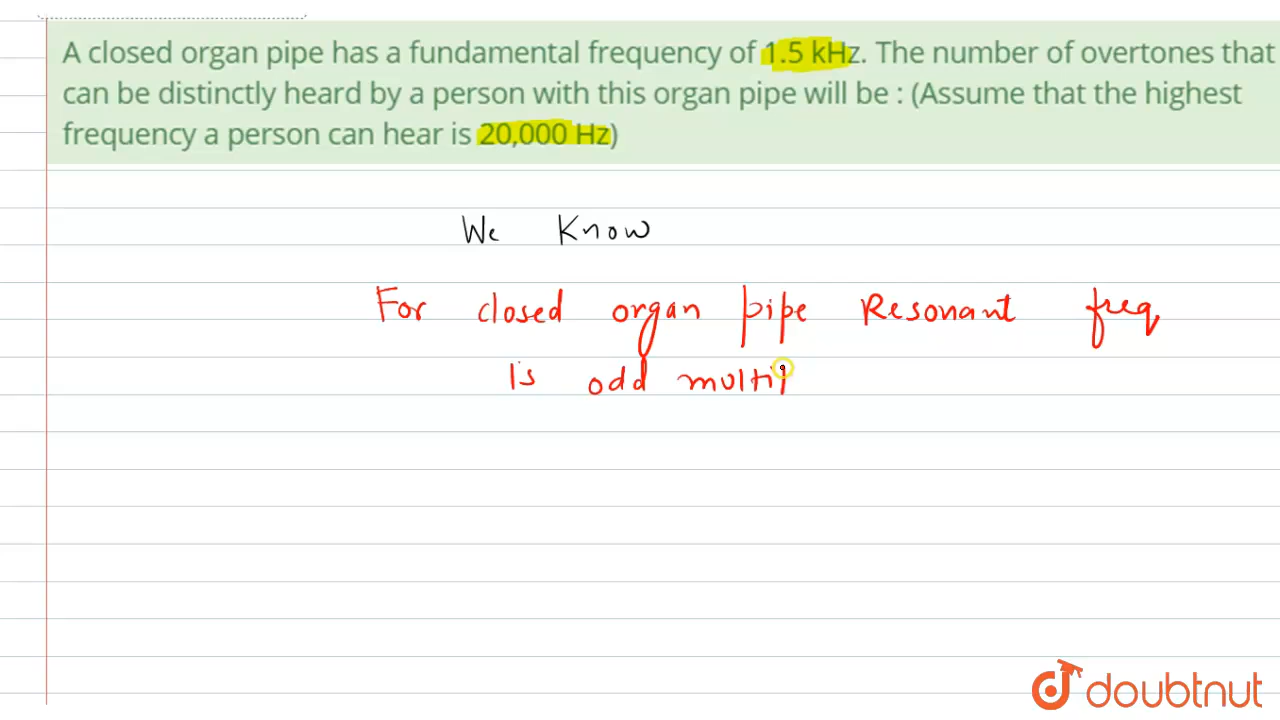 A closed organ pipe has a fundamental frequency of 1.5 kHz. The number of overtones that
can be distinctly heard by a person with this organ pipe will be : (Assume that the highest
frequency a person can hear is 20,000 Hz)
We Know
For closed organ pipe Resonant freq
is odd multip
doubtnut